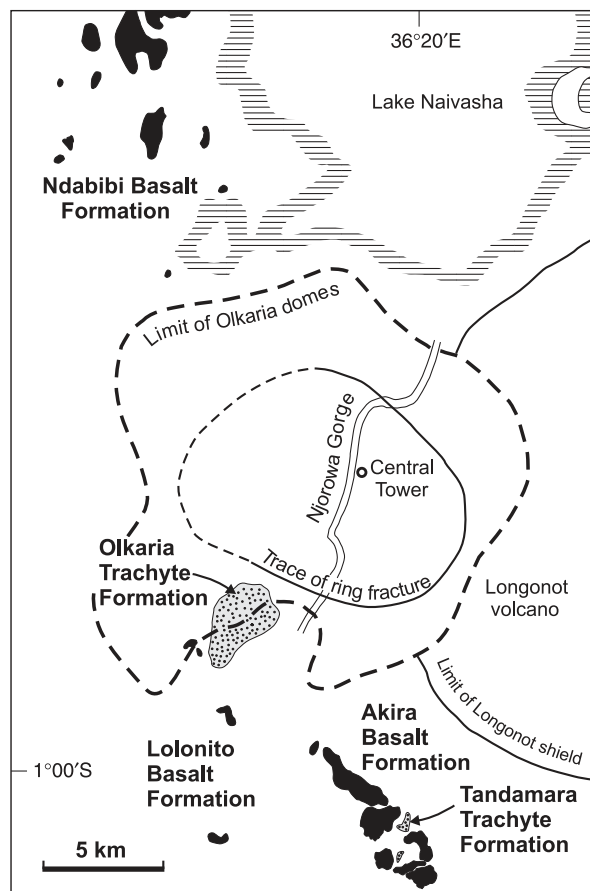 36°20′E
Lake Naivasha
Ndabibi Basalt
Formation
Limit of Olkaria domes
Njorowa Gorge
Central
Tower
Olkaria
Trachyte
Formation
Trace of ring fracture
Longonot
volcano
Limit of Longonot shield
Akira
Basalt
Formation
Lolonito
Basalt
Formation
1°00′S
Tandamara
Trachyte
Formation
5 km